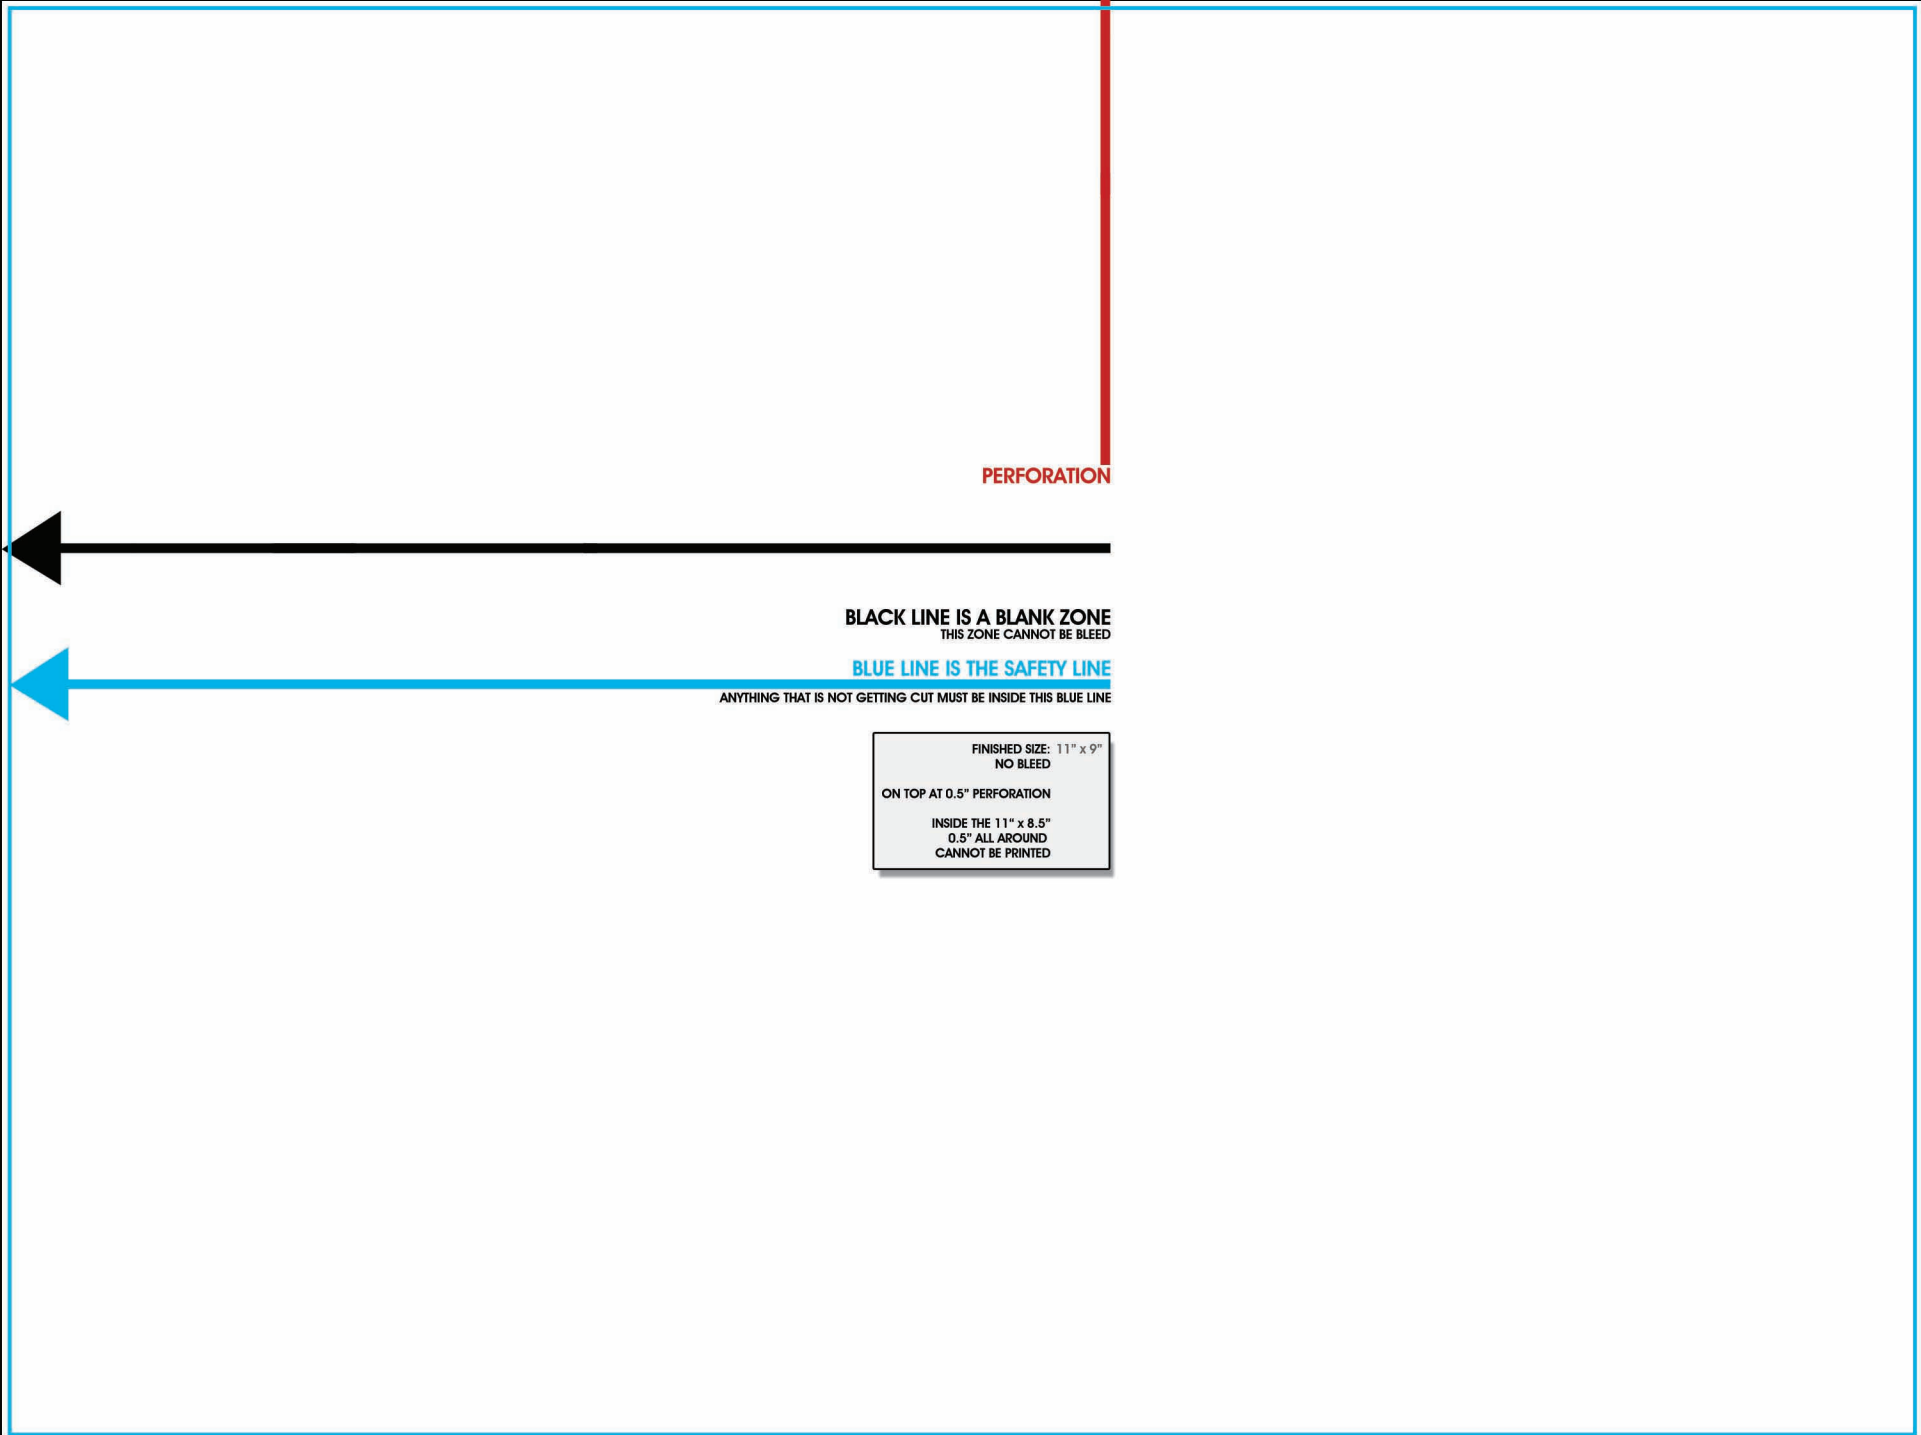 PERFORATION
BLACK LINE IS A BLANK ZONE
THIS ZONE CANNOT BE BLEED
BLUE LINE IS THE SAFETY LINE
ANYTHING THAT IS NOT GETTING CUT MUST BE INSIDE THIS BLUE LINE
FINISHED SIZE: 11" x 9"
NO BLEED
ON TOP AT 0.5" PERFORATION
INSIDE THE 11" x 8.5"
0.5" ALL AROUND
CANNOT BE PRINTED